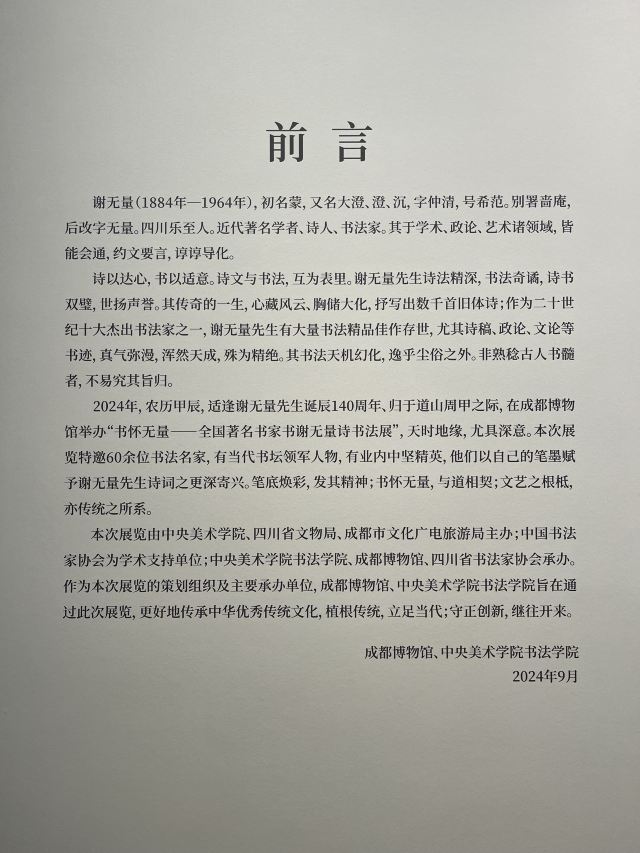 前 言
谢无量(1884年—1964年),初名蒙,又名大澄、澄、沉,字仲清,号希范。别署啬庵,
后改字无量。四川乐至人。近代著名学者、诗人、书法家。其于学术、政论、艺术诸领域,皆
能会通,约文要言,谆谆导化。
诗以达心,书以适意。诗文与书法,互为表里。谢无量先生诗法精深,书法奇谲,诗书
双璧,世扬声誉。其传奇的一生,心藏风云、胸储大化,抒写出数千首旧体诗;作为二十世
纪十大杰出书法家之一,谢无量先生有大量书法精品佳作存世,尤其诗稿、政论、文论等
书迹,真气弥漫,浑然天成,殊为精绝。其书法天机幻化,逸乎尘俗之外。非熟稔古人书髓
者,不易究其旨归。
2024年,农历甲辰,适逢谢无量先生诞辰140周年、归于道山周甲之际,在成都博物
馆举办“书怀无量——全国著名书家书谢无量诗书法展”,天时地缘,尤具深意。本次展
览特邀60余位书法名家,有当代书坛领军人物,有业内中坚精英,他们以自己的笔墨赋
予谢无量先生诗词之更深寄兴。笔底焕彩,发其精神;书怀无量,与道相契;文艺之根柢,
亦传统之所系。
本次展览由中央美术学院、四川省文物局、成都市文化广电旅游局主办;中国书法
家协会为学术支持单位;中央美术学院书法学院、成都博物馆、四川省书法家协会承办。
作为本次展览的策划组织及主要承办单位,成都博物馆、中央美术学院书法学院旨在通
过此次展览,更好地传承中华优秀传统文化,植根传统,立足当代;守正创新,继往开来。
成都博物馆、中央美术学院书法学院
2024年9月